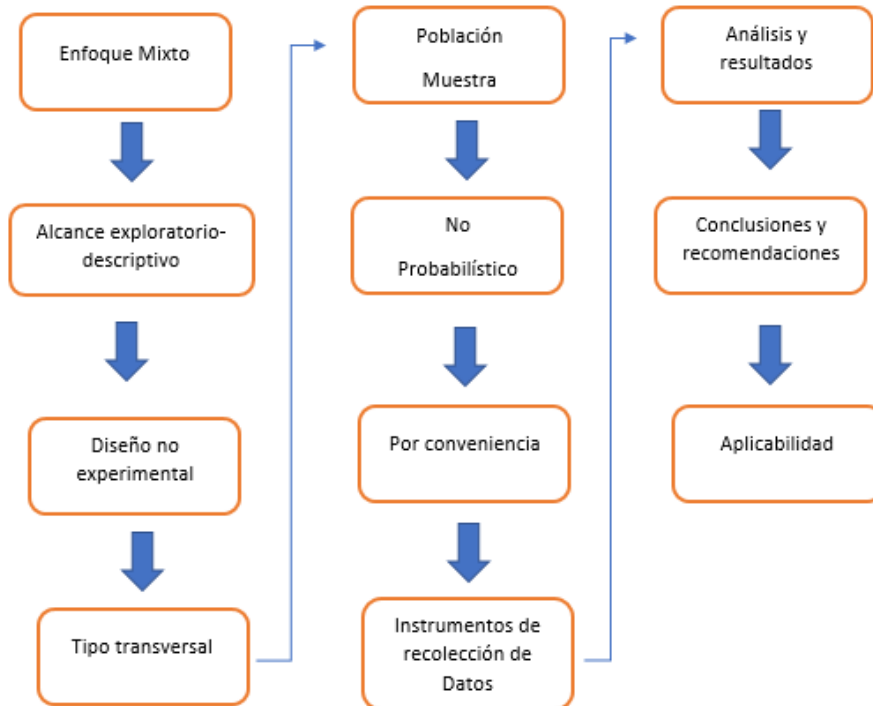 Enfoque Mixto
Alcance exploratorio-
descriptivo
Diseño no
experimental
Tipo transversal
Población
Muestra
No
Probabilístico
Por conveniencia
Instrumentos de
recolección de
Datos
Análisis y
resultados
Conclusiones y
recomendaciones
Aplicabilidad